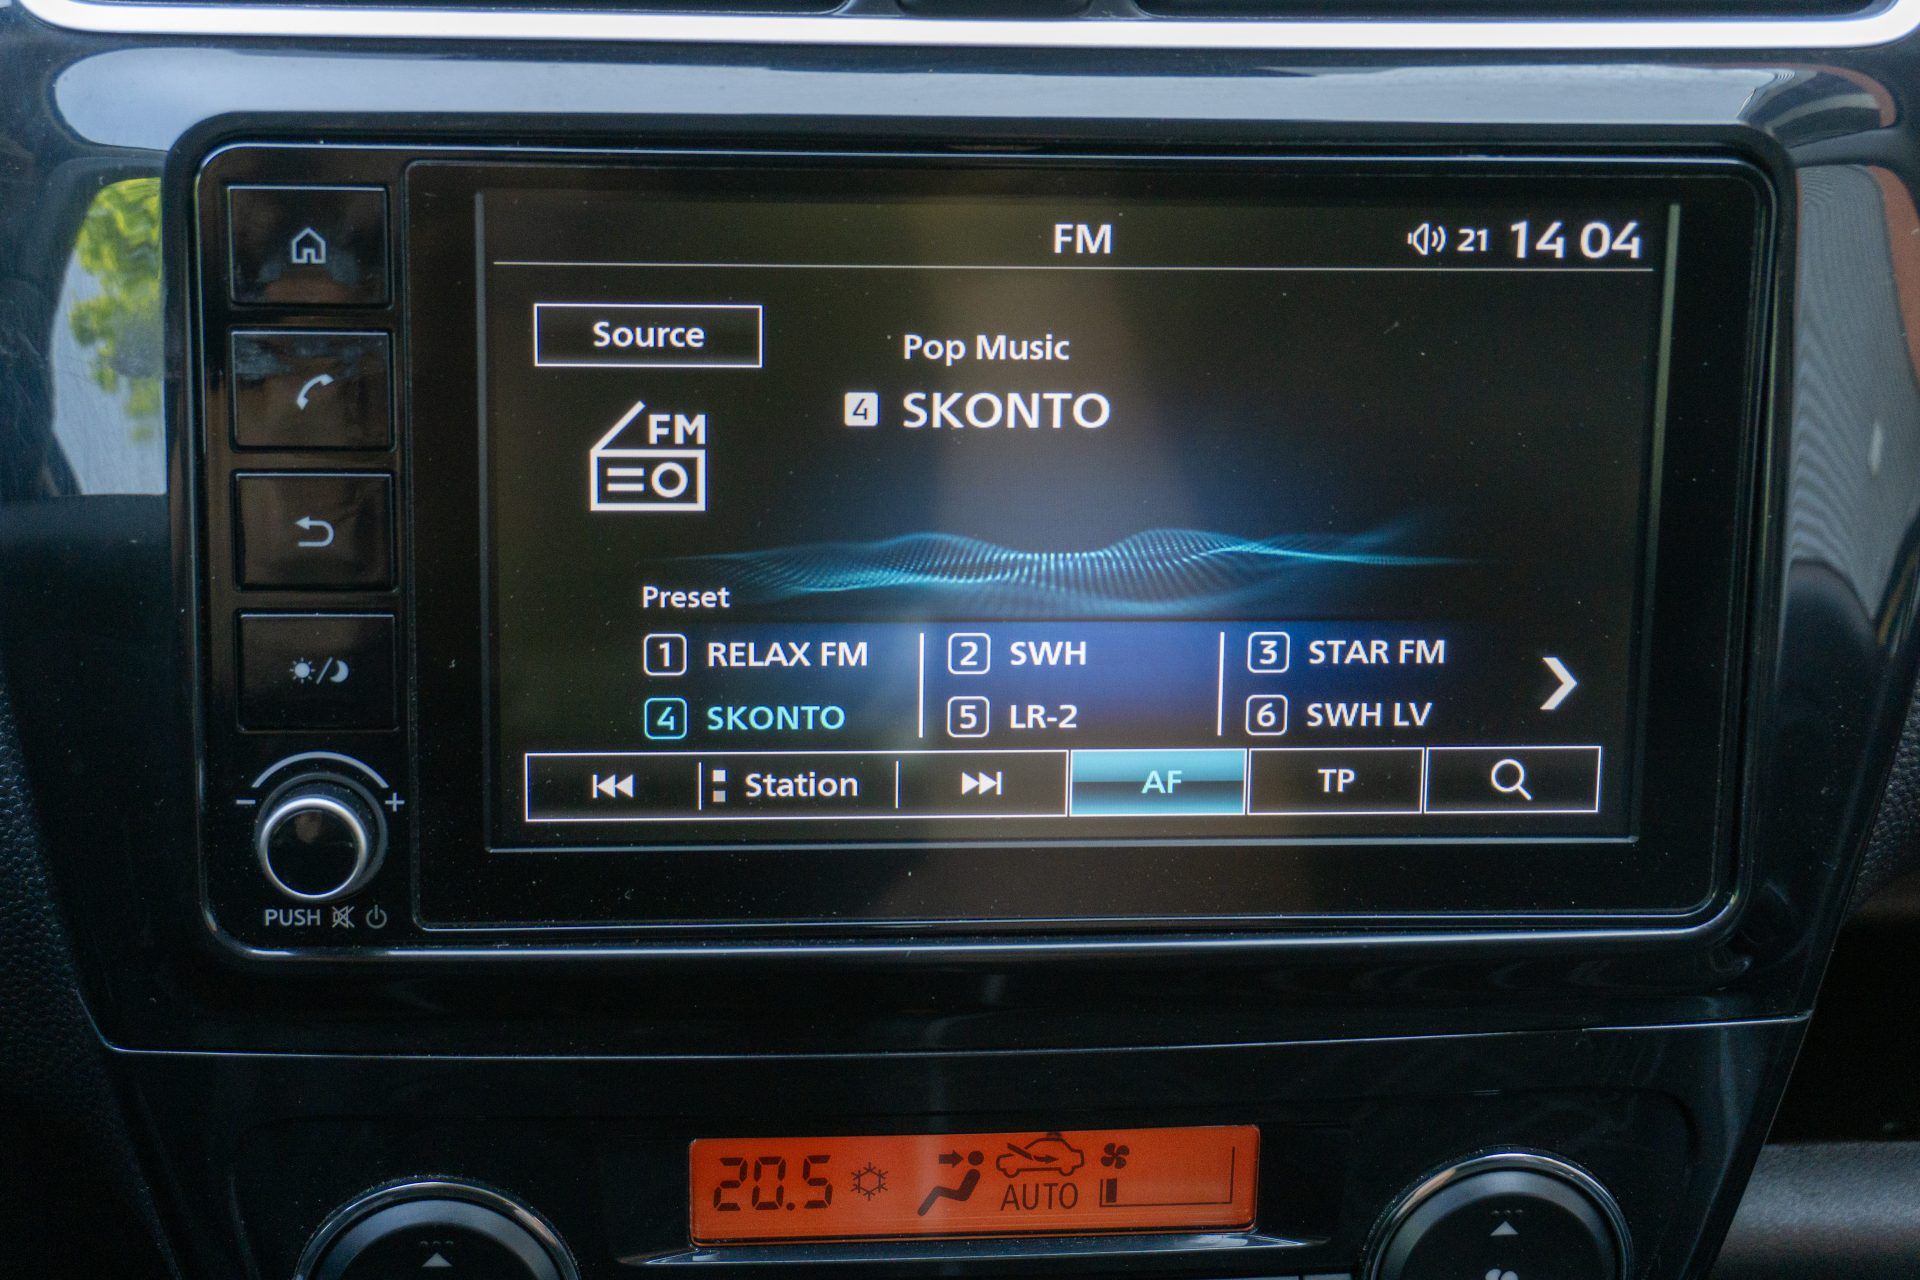 FM 21 14 04
Source
Pop Music
4 SKONTO
FM
Preset
1 RELAX FM 2 SWH 3 STAR FM
4 SKONTO 5 LR-2 6 SWH LV
Station AF TP
- +
PUSH
20.5 AUTO